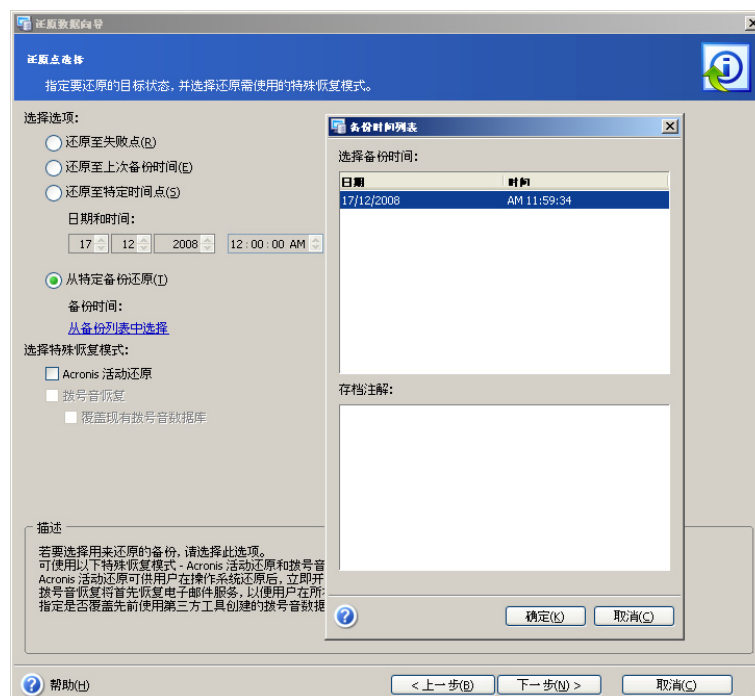 还原数据向导
还原点选择
指定要还原的目标状态，并选择还原需使用的特殊恢复模式。
选择选项:
还原至失败点(R)
还原至上次备份时间(E)
还原至特定时间点(S)
日期和时间:
17 12 2008 12:00:00 AM
从特定备份还原(T)
备份时间:
从备份列表中选择
选择特殊恢复模式:
Acronis 活动还原
拨号音恢复
覆盖现有拨号音数据库
备份时间列表
选择备份时间:
日期 时间
17/12/2008 AM 11:59:34
存档注解:
确定(K) 取消(C)
描述
若要选择用来还原的备份，请选择此选项。
可使用以下特殊恢复模式 - Acronis 活动还原和拨号音
Acronis 活动还原可供用户在操作系统还原后，立即开
拨号音恢复将首先恢复电子邮件服务，以便用户在所
指定是否覆盖先前使用第三方工具创建的拨号音数据
帮助(H) < 上一步(B) 下一步(N) > 取消(C)